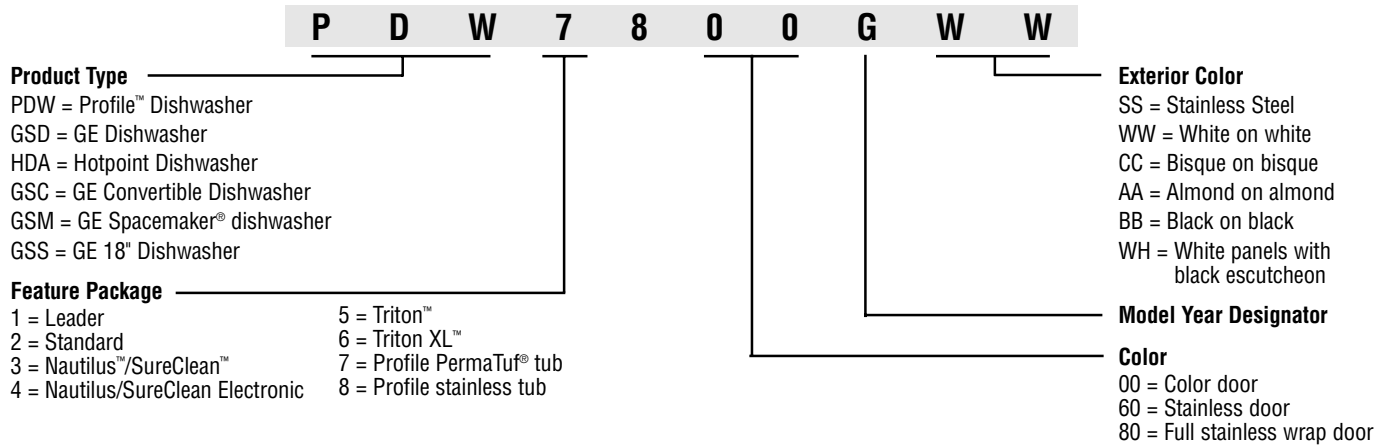 P D W 7 8 0 0 G W W
Product Type
PDW = Profile™ Dishwasher
GSD = GE Dishwasher
HDA = Hotpoint Dishwasher
GSC = GE Convertible Dishwasher
GSM = GE Spacemaker® dishwasher
GSS = GE 18" Dishwasher
Feature Package
1 = Leader
2 = Standard
3 = Nautilus™/SureClean™
4 = Nautilus/SureClean Electronic
5 = Triton™
6 = Triton XL™
7 = Profile PermaTuf® tub
8 = Profile stainless tub
Exterior Color
SS = Stainless Steel
WW = White on white
CC = Bisque on bisque
AA = Almond on almond
BB = Black on black
WH = White panels with
black escutcheon
Model Year Designator
Color
00 = Color door
60 = Stainless door
80 = Full stainless wrap door